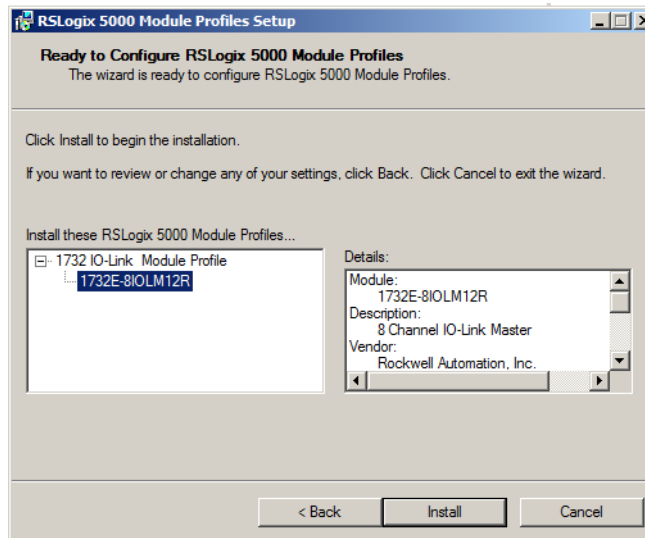 RSLogix 5000 Module Profiles Setup
Ready to Configure RSLogix 5000 Module Profiles
The wizard is ready to configure RSLogix 5000 Module Profiles.
Click Install to begin the installation.
If you want to review or change any of your settings, click Back. Click Cancel to exit the wizard.
Install these RSLogix 5000 Module Profiles...
1732 IO-Link Module Profile
1732E-8IOLM12R
Details:
Module:
1732E-8IOLM12R
Description:
8 Channel IO-Link Master
Vendor:
Rockwell Automation, Inc.
< Back
Install
Cancel